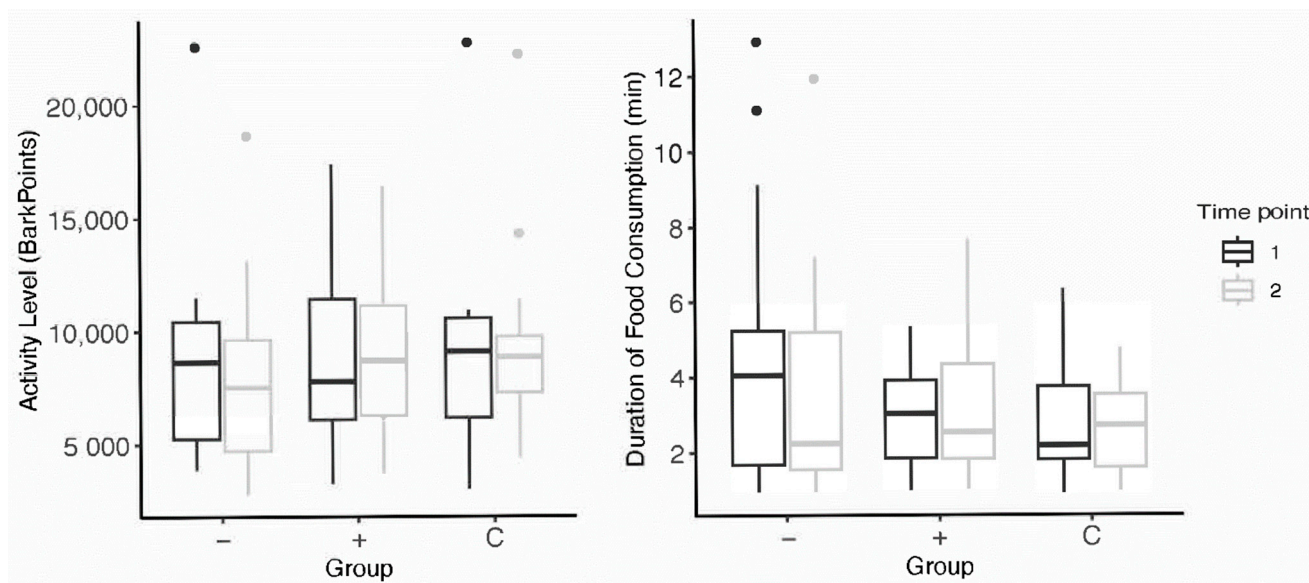 Activity Level (BarkPoints)
20,000
15,000
10,000
5 000
− + C
Group
Duration of Food Consumption (min)
12
10
8
6
4
2
− + C
Group
Time point
1
2